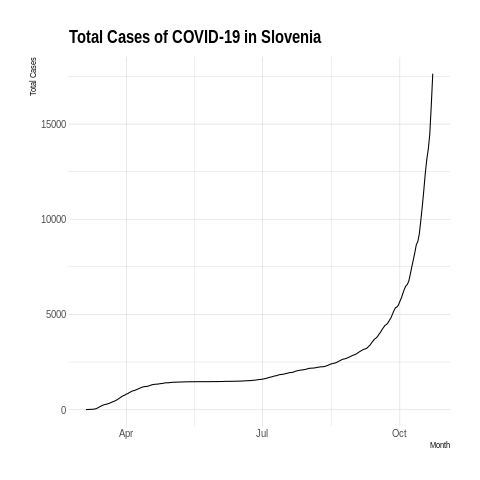 Total Cases of COVID-19 in Slovenia
Total Cases
15000
10000
5000
0
Apr Jul Oct
Month